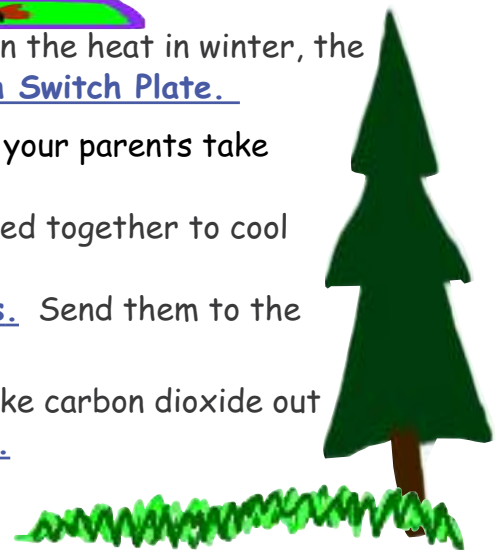 n the heat in winter, the
Switch Plate.
your parents take
ed together to cool
s. Send them to the
ke carbon dioxide out
.